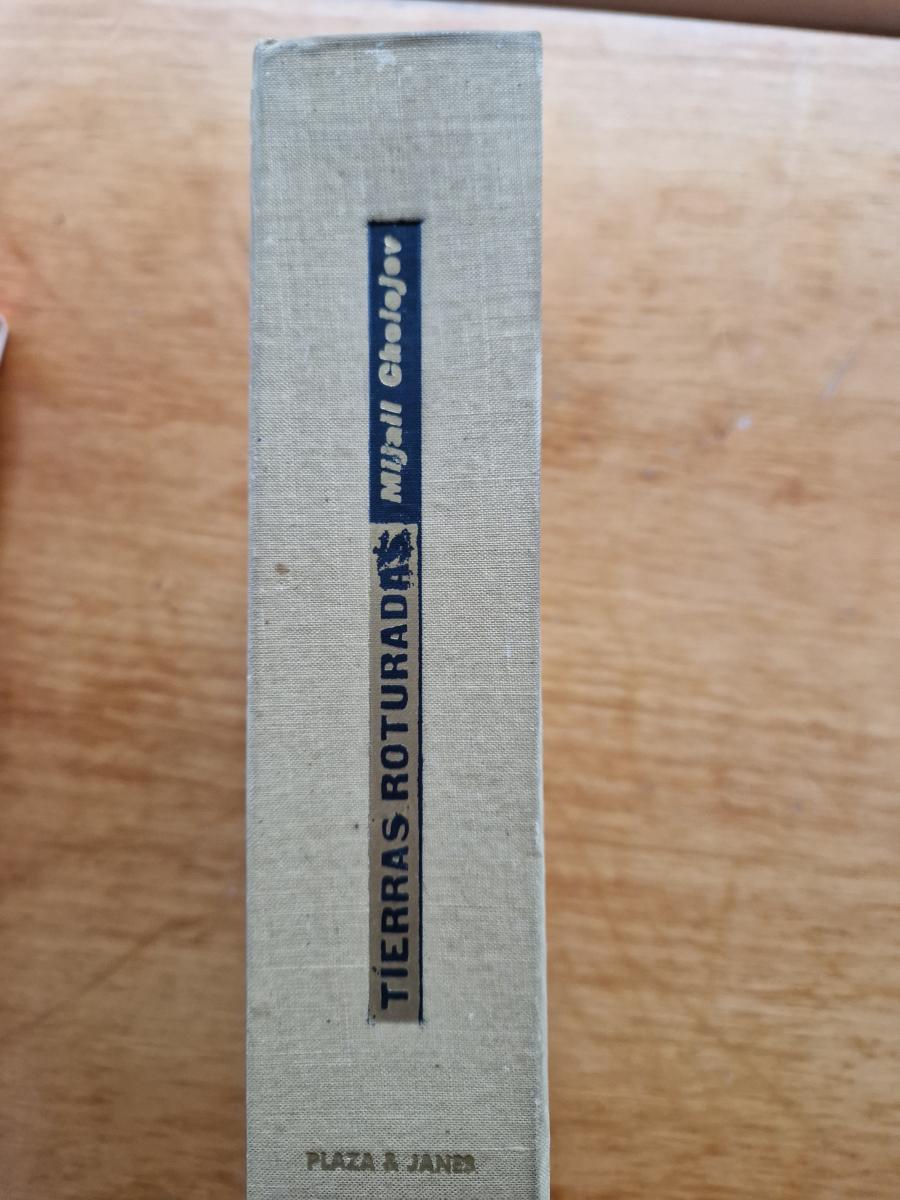 TIERRAS ROTURADAS Mijail Cholojov
PLAZA & JANES